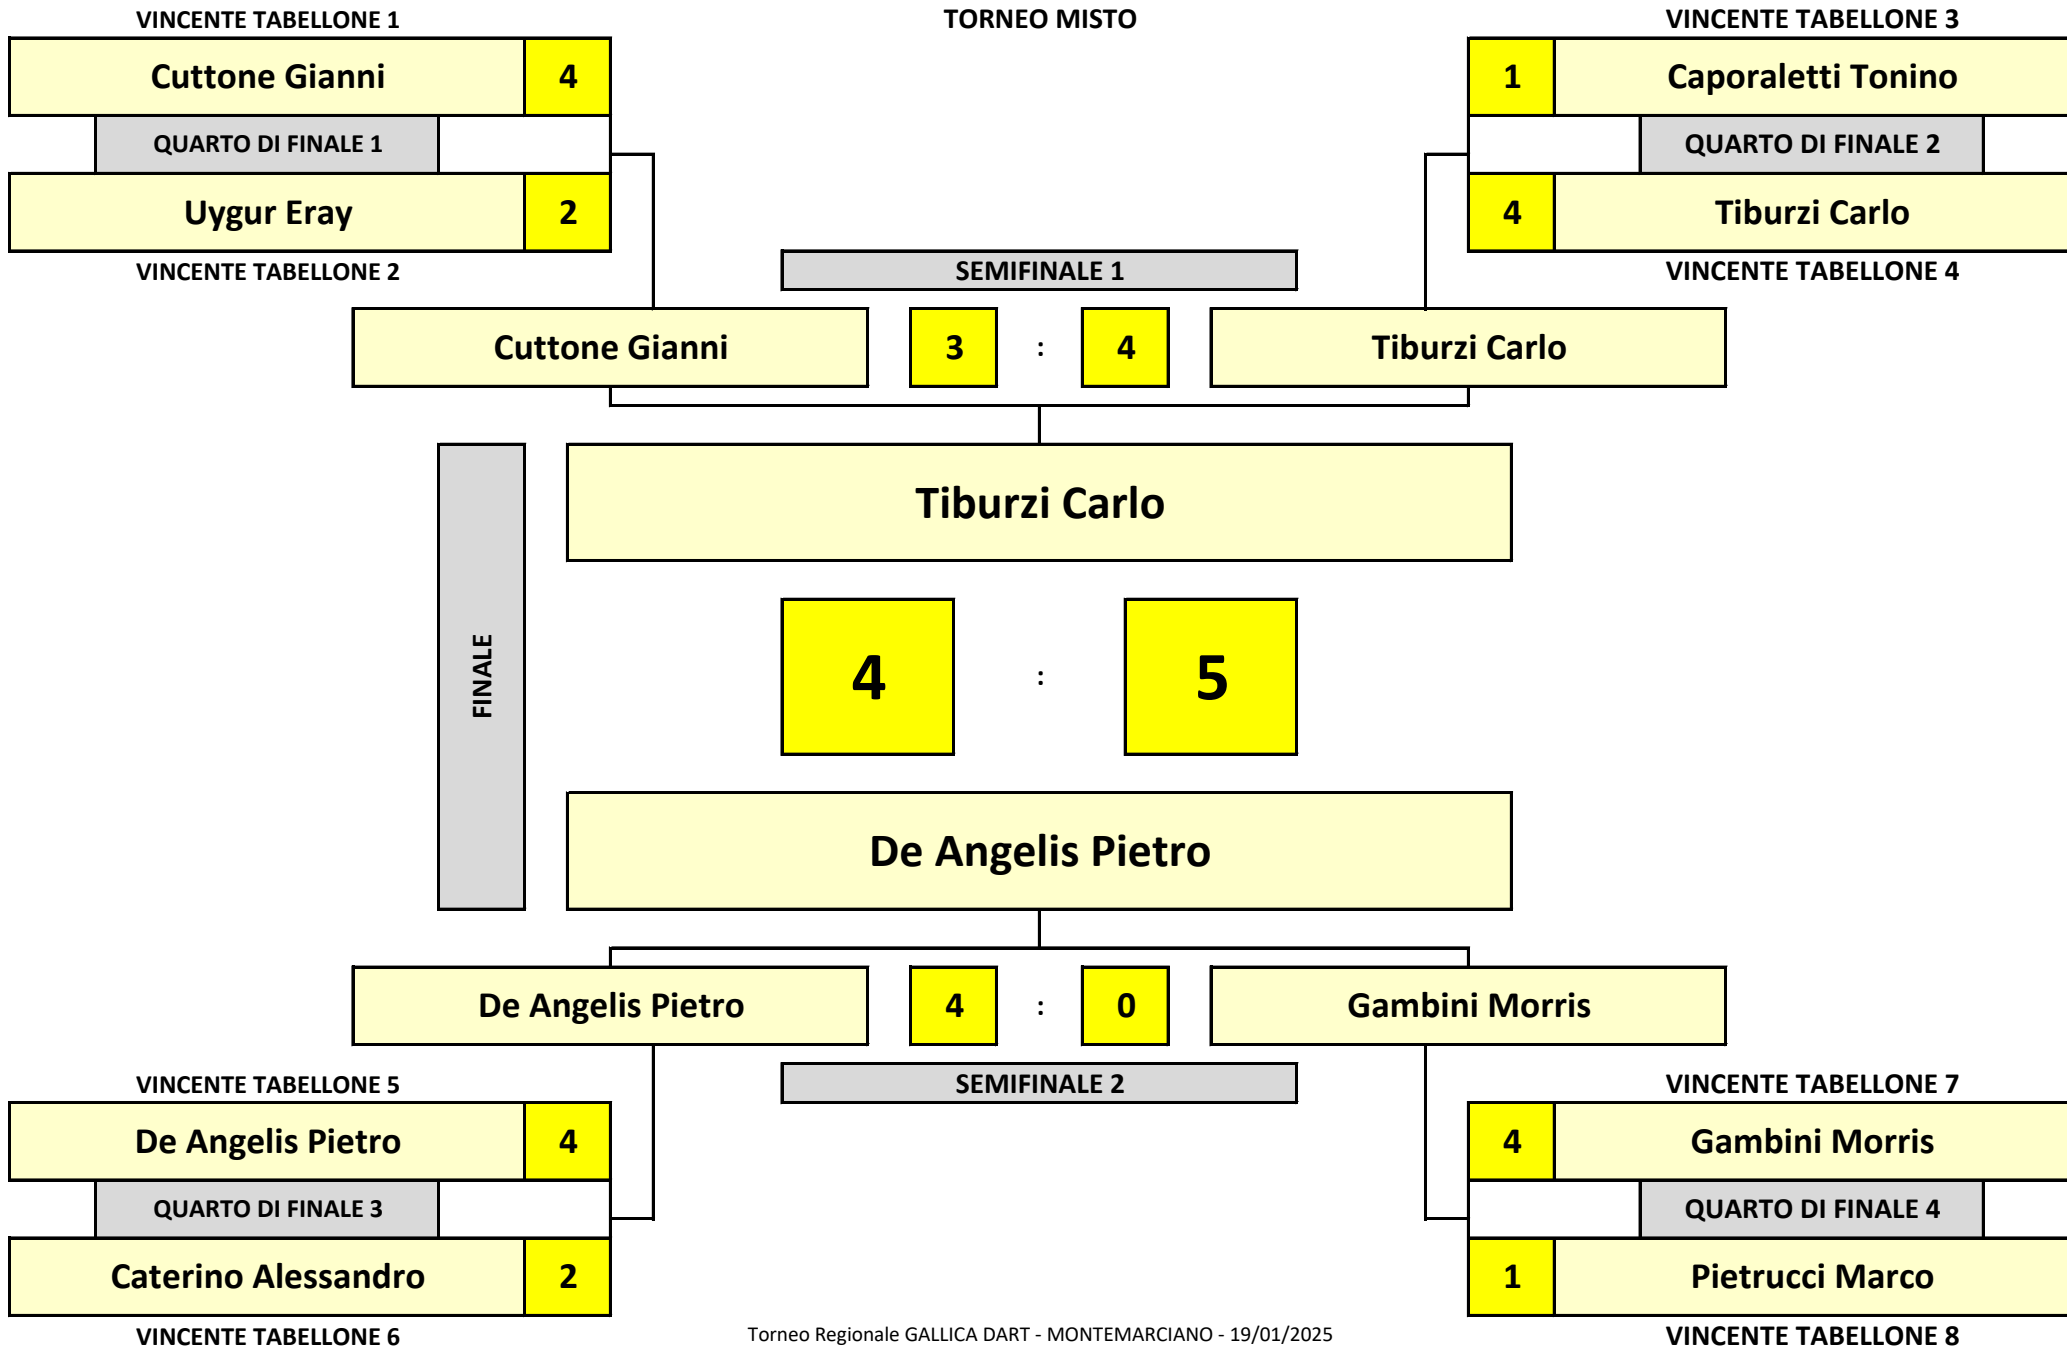 VINCENTE TABELLONE 1
TORNEO MISTO
VINCENTE TABELLONE 3
Cuttone Gianni 4
1 Caporaletti Tonino
QUARTO DI FINALE 1
QUARTO DI FINALE 2
Uygur Eray 2
4 Tiburzi Carlo
VINCENTE TABELLONE 2
SEMIFINALE 1
VINCENTE TABELLONE 4
Cuttone Gianni 3 : 4 Tiburzi Carlo
Tiburzi Carlo
FINALE
4 : 5
De Angelis Pietro
De Angelis Pietro 4 : 0 Gambini Morris
VINCENTE TABELLONE 5
SEMIFINALE 2
VINCENTE TABELLONE 7
De Angelis Pietro 4
4 Gambini Morris
QUARTO DI FINALE 3
QUARTO DI FINALE 4
Caterino Alessandro 2
1 Pietrucci Marco
VINCENTE TABELLONE 6
Torneo Regionale GALLICA DART - MONTEMARCIANO - 19/01/2025
VINCENTE TABELLONE 8